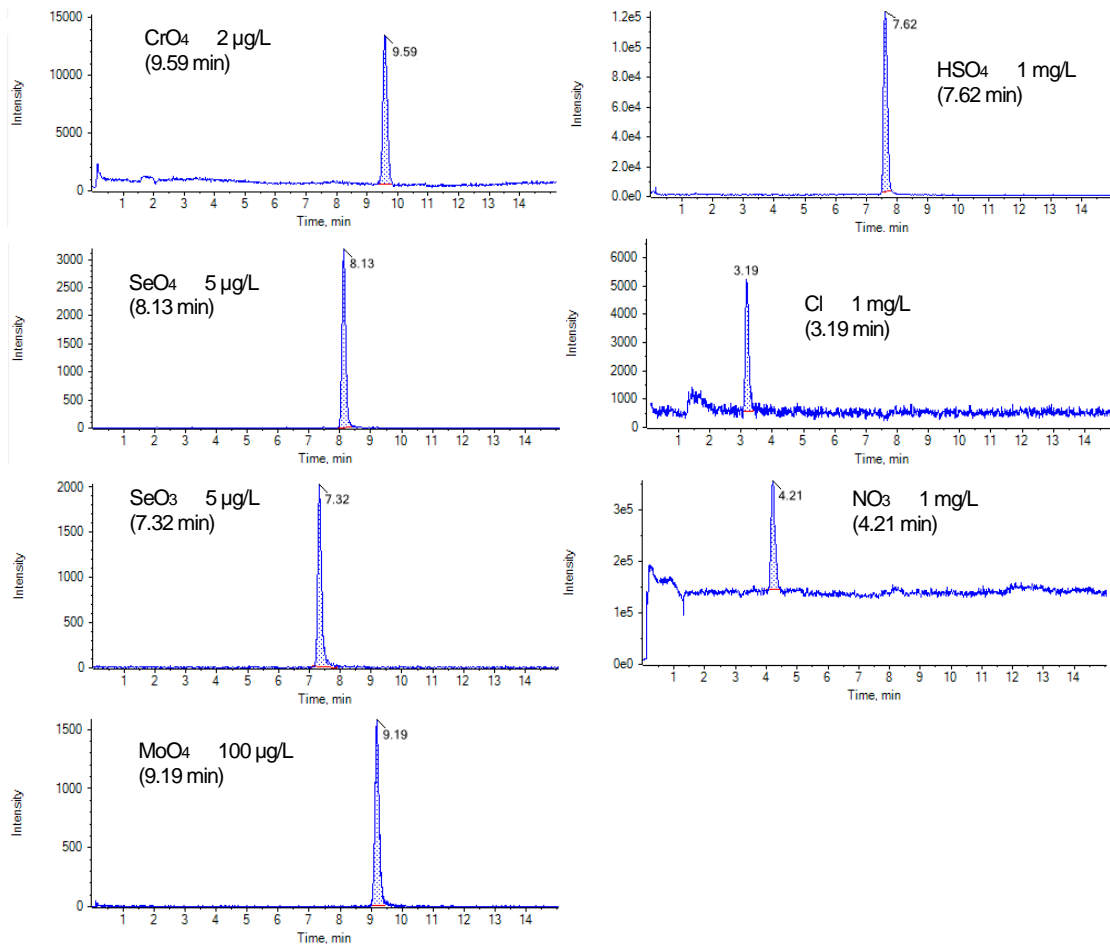 15000
10000
5000
0
Intensity
CrO₄ 2 µg/L
(9.59 min)
9.59
1 2 3 4 5 6 7 8 9 10 11 12 13 14
Time, min
1.2e5
1.0e5
8.0e4
6.0e4
4.0e4
2.0e4
0.0e0
Intensity
7.62
HSO₄ 1 mg/L
(7.62 min)
1 2 3 4 5 6 7 8 9 10 11 12 13 14
Time, min
3000
2500
2000
1500
1000
500
0
Intensity
SeO₄ 5 µg/L
(8.13 min)
8.13
1 2 3 4 5 6 7 8 9 10 11 12 13 14
Time, min
6000
5000
4000
3000
2000
1000
0
Intensity
3.19
Cl 1 mg/L
(3.19 min)
1 2 3 4 5 6 7 8 9 10 11 12 13 14
Time, min
2000
1500
1000
500
0
Intensity
SeO₃ 5 µg/L
(7.32 min)
7.32
1 2 3 4 5 6 7 8 9 10 11 12 13 14
Time, min
3e5
2e5
1e5
0e0
Intensity
4.21
NO₃ 1 mg/L
(4.21 min)
1 2 3 4 5 6 7 8 9 10 11 12 13 14
Time, min
1500
1000
500
0
Intensity
MoO₄ 100 µg/L
(9.19 min)
9.19
1 2 3 4 5 6 7 8 9 10 11 12 13 14
Time, min